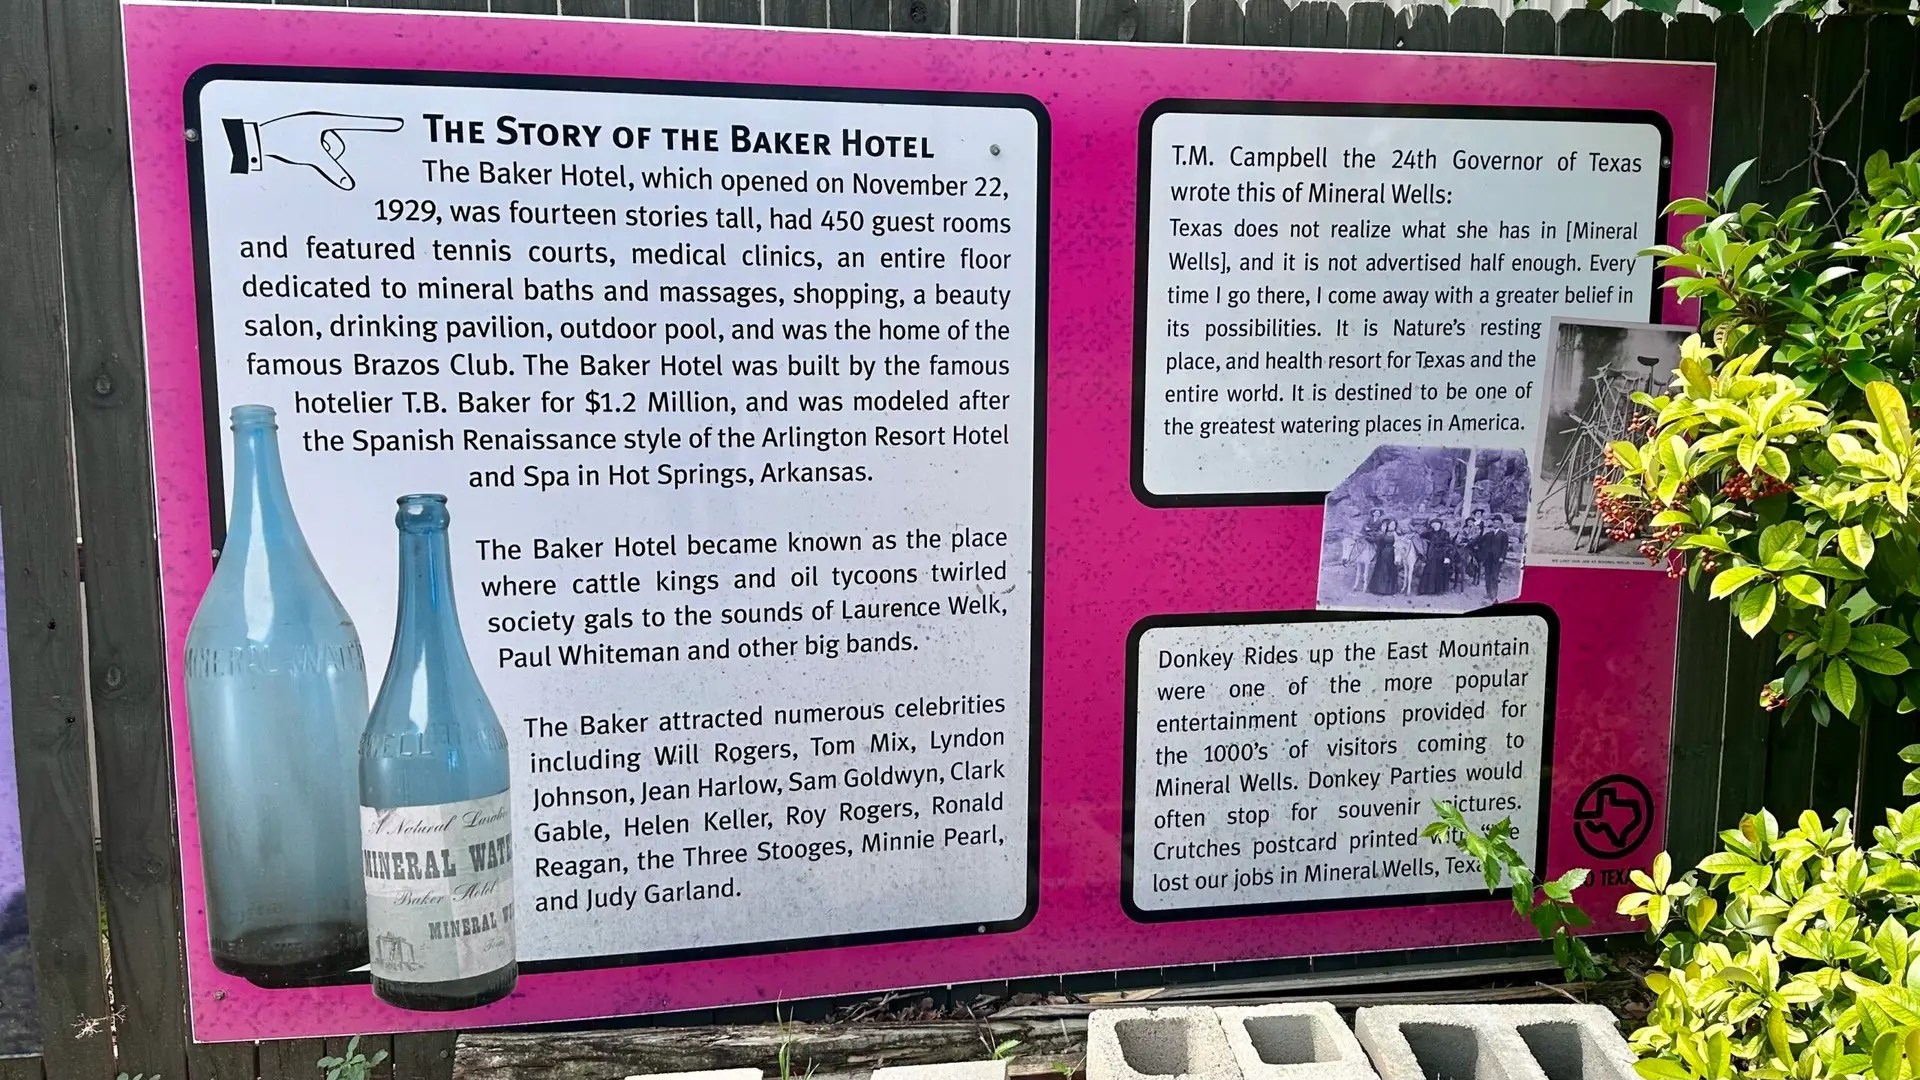 THE STORY OF THE BAKER HOTEL
The Baker Hotel, which opened on November 22,
1929, was fourteen stories tall, had 450 guest rooms
and featured tennis courts, medical clinics, an entire floor
dedicated to mineral baths and massages, shopping, a beauty
salon, drinking pavilion, outdoor pool, and was the home of the
famous Brazos Club. The Baker Hotel was built by the famous
hotelier T.B. Baker for $1.2 Million, and was modeled after
the Spanish Renaissance style of the Arlington Resort Hotel
and Spa in Hot Springs, Arkansas.
The Baker Hotel became known as the place
where cattle kings and oil tycoons twirled
society gals to the sounds of Laurence Welk,
Paul Whiteman and other big bands.
The Baker attracted numerous celebrities
including Will Rogers, Tom Mix, Lyndon
Johnson, Jean Harlow, Sam Goldwyn, Clark
Gable, Helen Keller, Roy Rogers, Ronald
Reagan, the Three Stooges, Minnie Pearl,
and Judy Garland.
A Natural
MINERAL
Baker Hotel
MINERAL
T.M. Campbell the 24th Governor of Texas
wrote this of Mineral Wells:
Texas does not realize what she has in [Mineral
Wells], and it is not advertised half enough. Every
time I go there, I come away with a greater belief in
its possibilities. It is Nature's resting
place, and health resort for Texas and the
entire world. It is destined to be one of
the greatest watering places in America.
Donkey Rides up the East Mountain
were one of the more popular
entertainment options provided for
the 1000's of visitors coming to
Mineral Wells. Donkey Parties would
often stop for souvenir pictures.
Crutches postcard printed
lost our jobs in Mineral Wells,